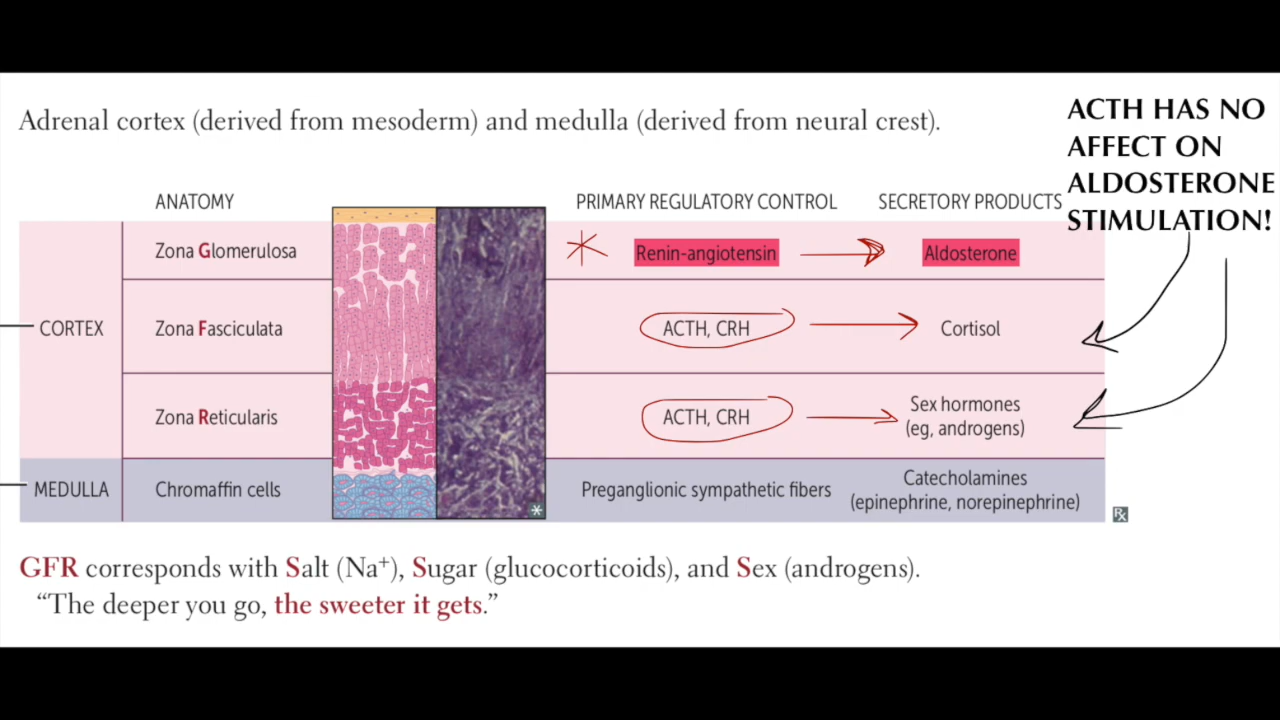 Adrenal cortex (derived from mesoderm) and medulla (derived from neural crest).
ACTH HAS NO
AFFECT ON
ALDOSTERONE
STIMULATION!
ANATOMY
PRIMARY REGULATORY CONTROL
SECRETORY PRODUCTS
CORTEX
Zona Glomerulosa
Renin-angiotensin
Aldosterone
Zona Fasciculata
ACTH, CRH
Cortisol
Zona Reticularis
ACTH, CRH
Sex hormones
(eg, androgens)
MEDULLA
Chromaffin cells
Preganglionic sympathetic fibers
Catecholamines
(epinephrine, norepinephrine)
*
℞
GFR corresponds with Salt (Na⁺), Sugar (glucocorticoids), and Sex (androgens).
“The deeper you go, the sweeter it gets.”